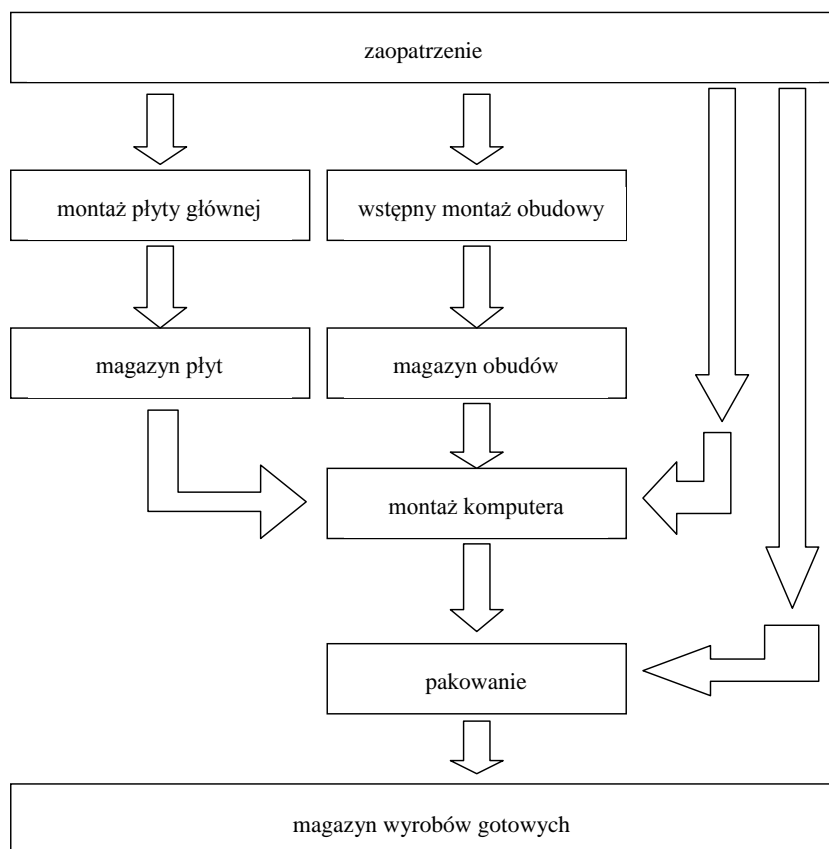 zaopatrzenie
montaż płyty głównej
wstępny montaż obudowy
magazyn płyt
magazyn obudów
montaż komputera
pakowanie
magazyn wyrobów gotowych